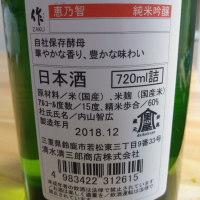 作 恵乃智 純米吟醸
ZAKU
自社保存酵母
華やかな香り、豊かな味わい
日本酒 720ml詰
原材料／米（国産）、米麹（国産米）
アルコール度数／15度、精米歩合／60%
杜氏氏名／内山智広
製造年月
2018.12
三重県鈴鹿市若松東三丁目9番33号
清水清三郎商店株式会社
4 983422 312615